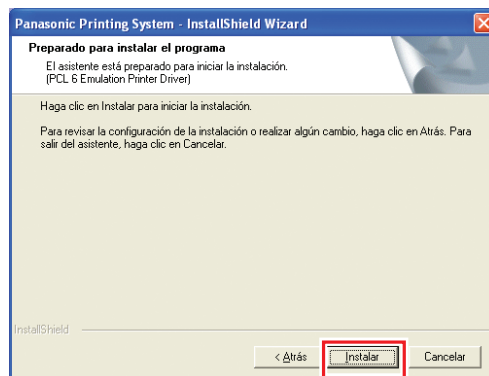 Panasonic Printing System - InstallShield Wizard
Preparado para instalar el programa
El asistente está preparado para iniciar la instalación.
(PCL 6 Emulation Printer Driver)
Haga clic en Instalar para iniciar la instalación.
Para revisar la configuración de la instalación o realizar algún cambio, haga clic en Atrás. Para
salir del asistente, haga clic en Cancelar.
InstallShield
< Atrás Instalar Cancelar